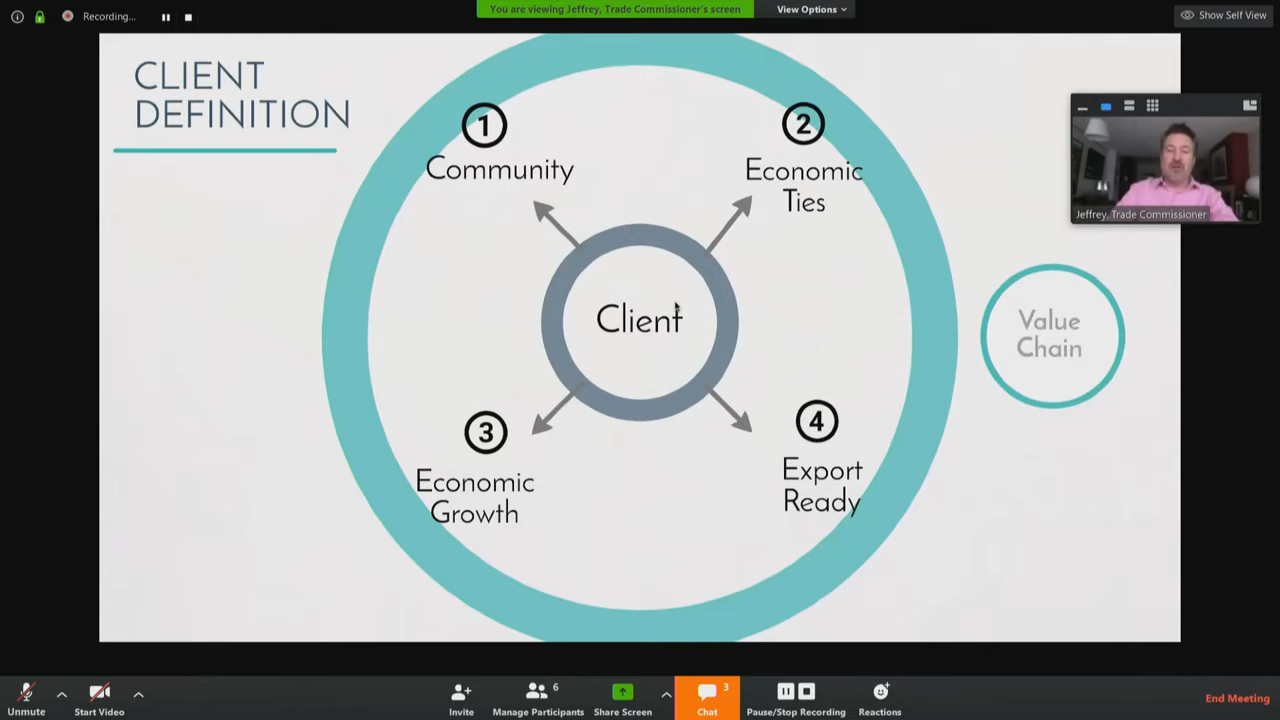 Recording...
You are viewing Jeffrey, Trade Commissioner's screen
View Options
Show Self View
CLIENT
DEFINITION
1
Community
2
Economic
Ties
Jeffrey, Trade Commissioner
Client
Value
Chain
3
Economic
Growth
4
Export
Ready
Unmute
Start Video
Invite
6
Manage Participants
Share Screen
3
Chat
Pause/Stop Recording
Reactions
End Meeting